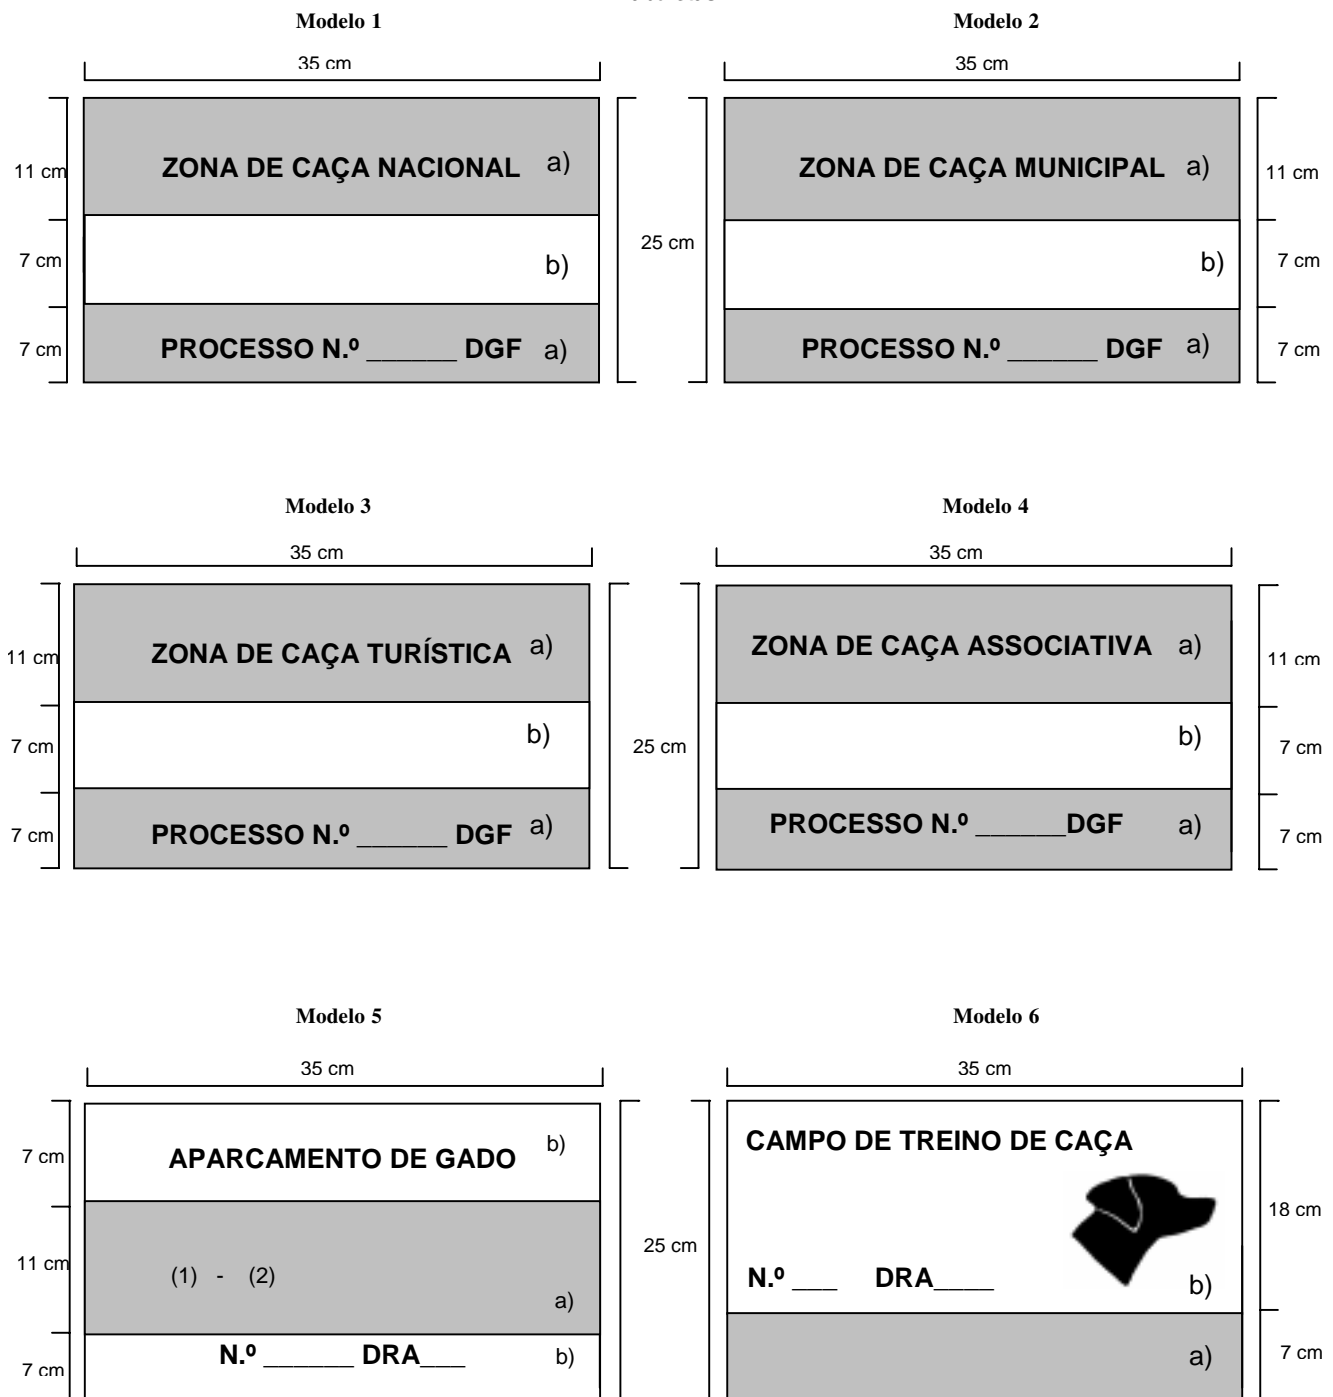 Modelo 1
35 cm
11 cm
ZONA DE CAÇA NACIONAL a)
7 cm
b)
7 cm
PROCESSO N.º ______ DGF a)
25 cm
Modelo 2
35 cm
ZONA DE CAÇA MUNICIPAL a)
11 cm
b)
7 cm
PROCESSO N.º ______ DGF a)
7 cm
Modelo 3
35 cm
11 cm
ZONA DE CAÇA TURÍSTICA a)
7 cm
b)
7 cm
PROCESSO N.º ______ DGF a)
25 cm
Modelo 4
35 cm
ZONA DE CAÇA ASSOCIATIVA a)
11 cm
b)
7 cm
PROCESSO N.º ______DGF a)
7 cm
Modelo 5
35 cm
7 cm
APARCAMENTO DE GADO b)
11 cm
(1) - (2)
a)
7 cm
N.º ______ DRA___ b)
25 cm
Modelo 6
35 cm
CAMPO DE TREINO DE CAÇA
18 cm
N.º ___ DRA____ b)
a)
7 cm